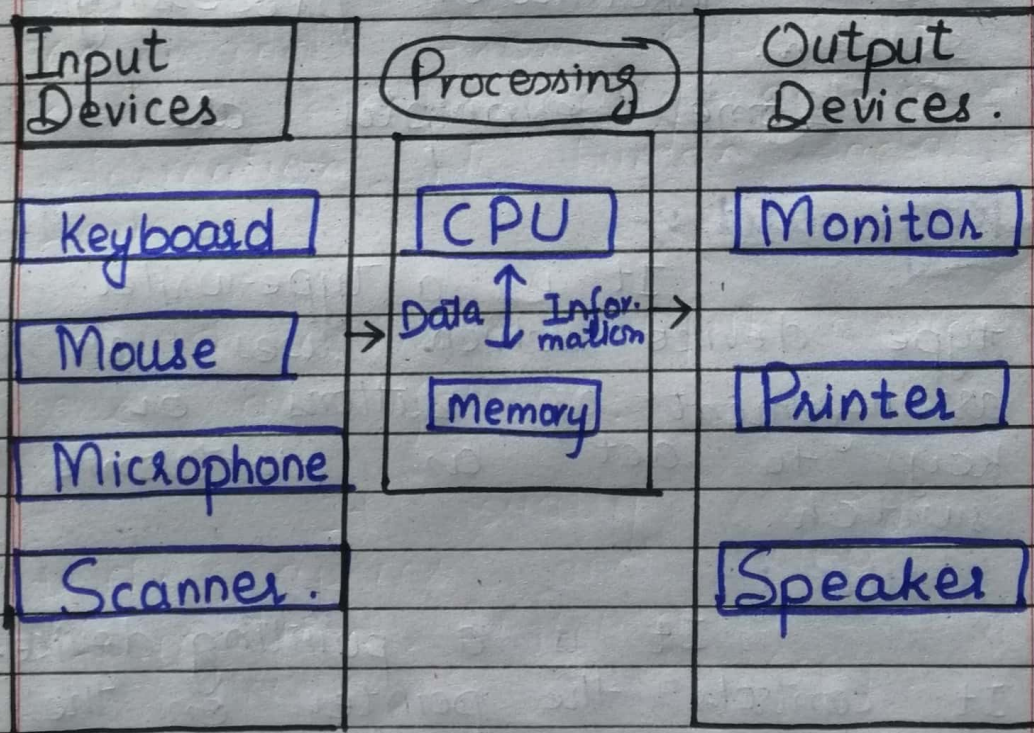 Input
Devices
Keyboard
Mouse
Microphone
Scanner.
Processing
CPU
Data
Infor-
mation
Memory
Output
Devices.
Monitor
Printer
Speaker